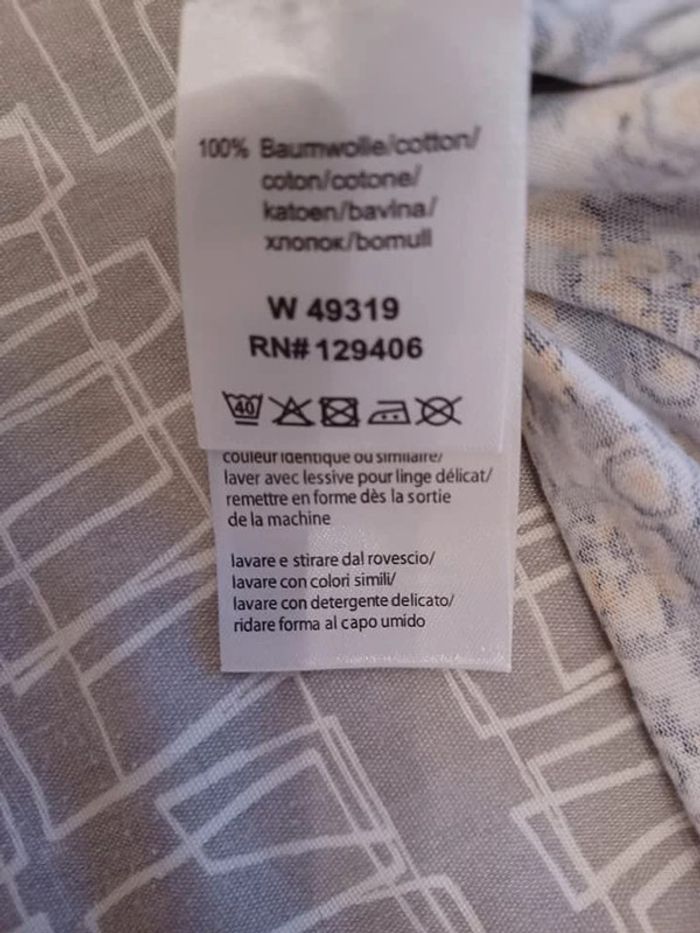 100% Baumwolle/cotton/
coton/cotone/
katoen/bavlna/
хлопок/bomull
W 49319
RN# 129406
40
couleur identique ou similaire/
laver avec lessive pour linge délicat/
remettre en forme dès la sortie
de la machine
lavare e stirare dal rovescio/
lavare con colori simili/
lavare con detergente delicato/
ridare forma al capo umido